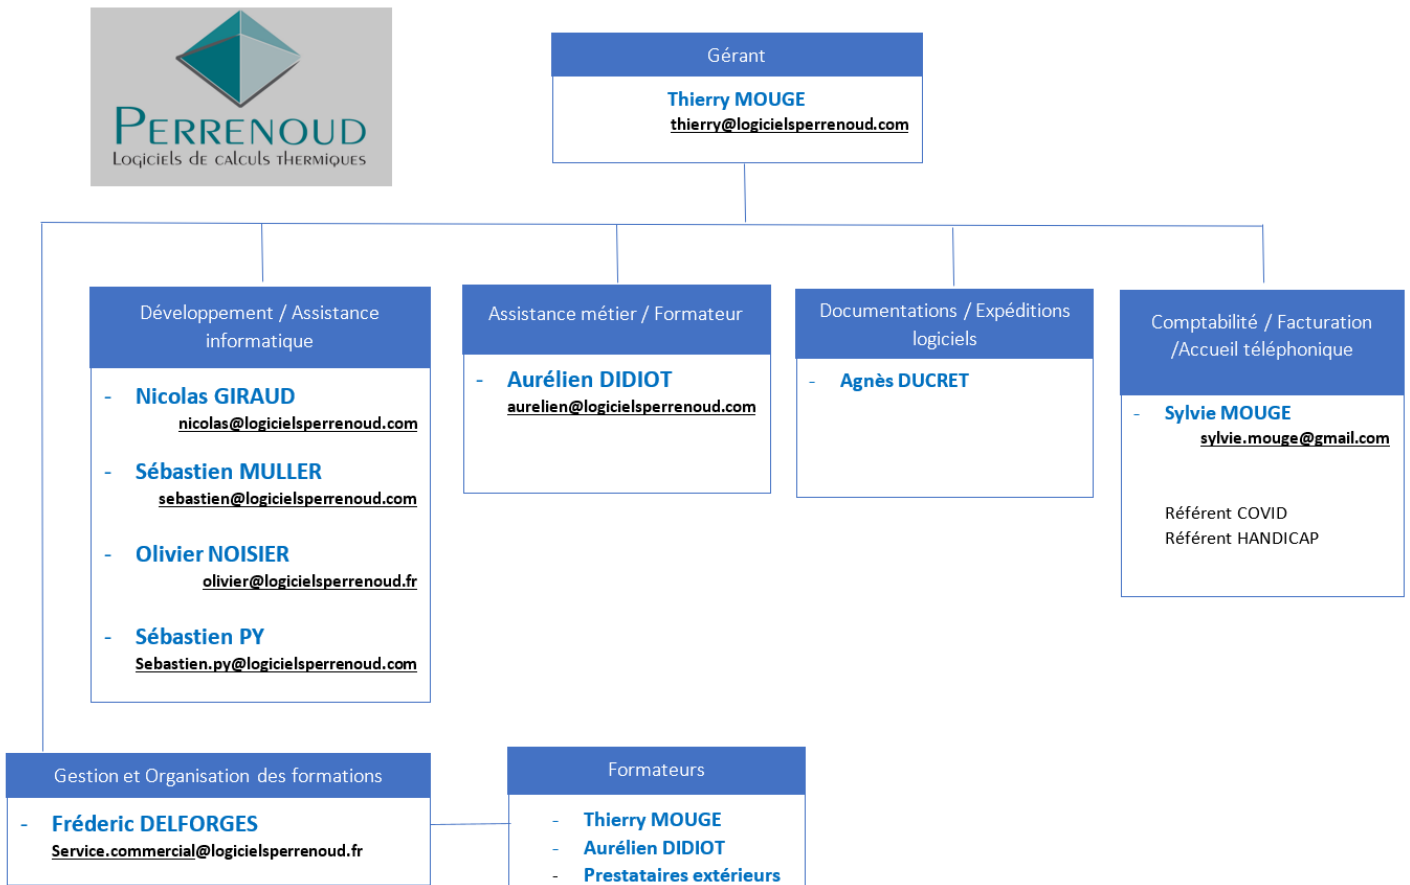 PERRENOUD
Logiciels de calculs thermiques
Gérant
Thierry MOUGE
thierry@logicielsperrenoud.com
Développement / Assistance
informatique
- Nicolas GIRAUD
nicolas@logicielsperrenoud.com
- Sébastien MULLER
sebastien@logicielsperrenoud.com
- Olivier NOISIER
olivier@logicielsperrenoud.fr
- Sébastien PY
Sebastien.py@logicielsperrenoud.com
Assistance métier / Formateur
- Aurélien DIDIOT
aurelien@logicielsperrenoud.com
Documentations / Expéditions
logiciels
- Agnès DUCRET
Comptabilité / Facturation
/Accueil téléphonique
- Sylvie MOUGE
sylvie.mouge@gmail.com
Référent COVID
Référent HANDICAP
Gestion et Organisation des formations
- Fréderic DELFORGES
Service.commercial@logicielsperrenoud.fr
Formateurs
- Thierry MOUGE
- Aurélien DIDIOT
- Prestataires extérieurs